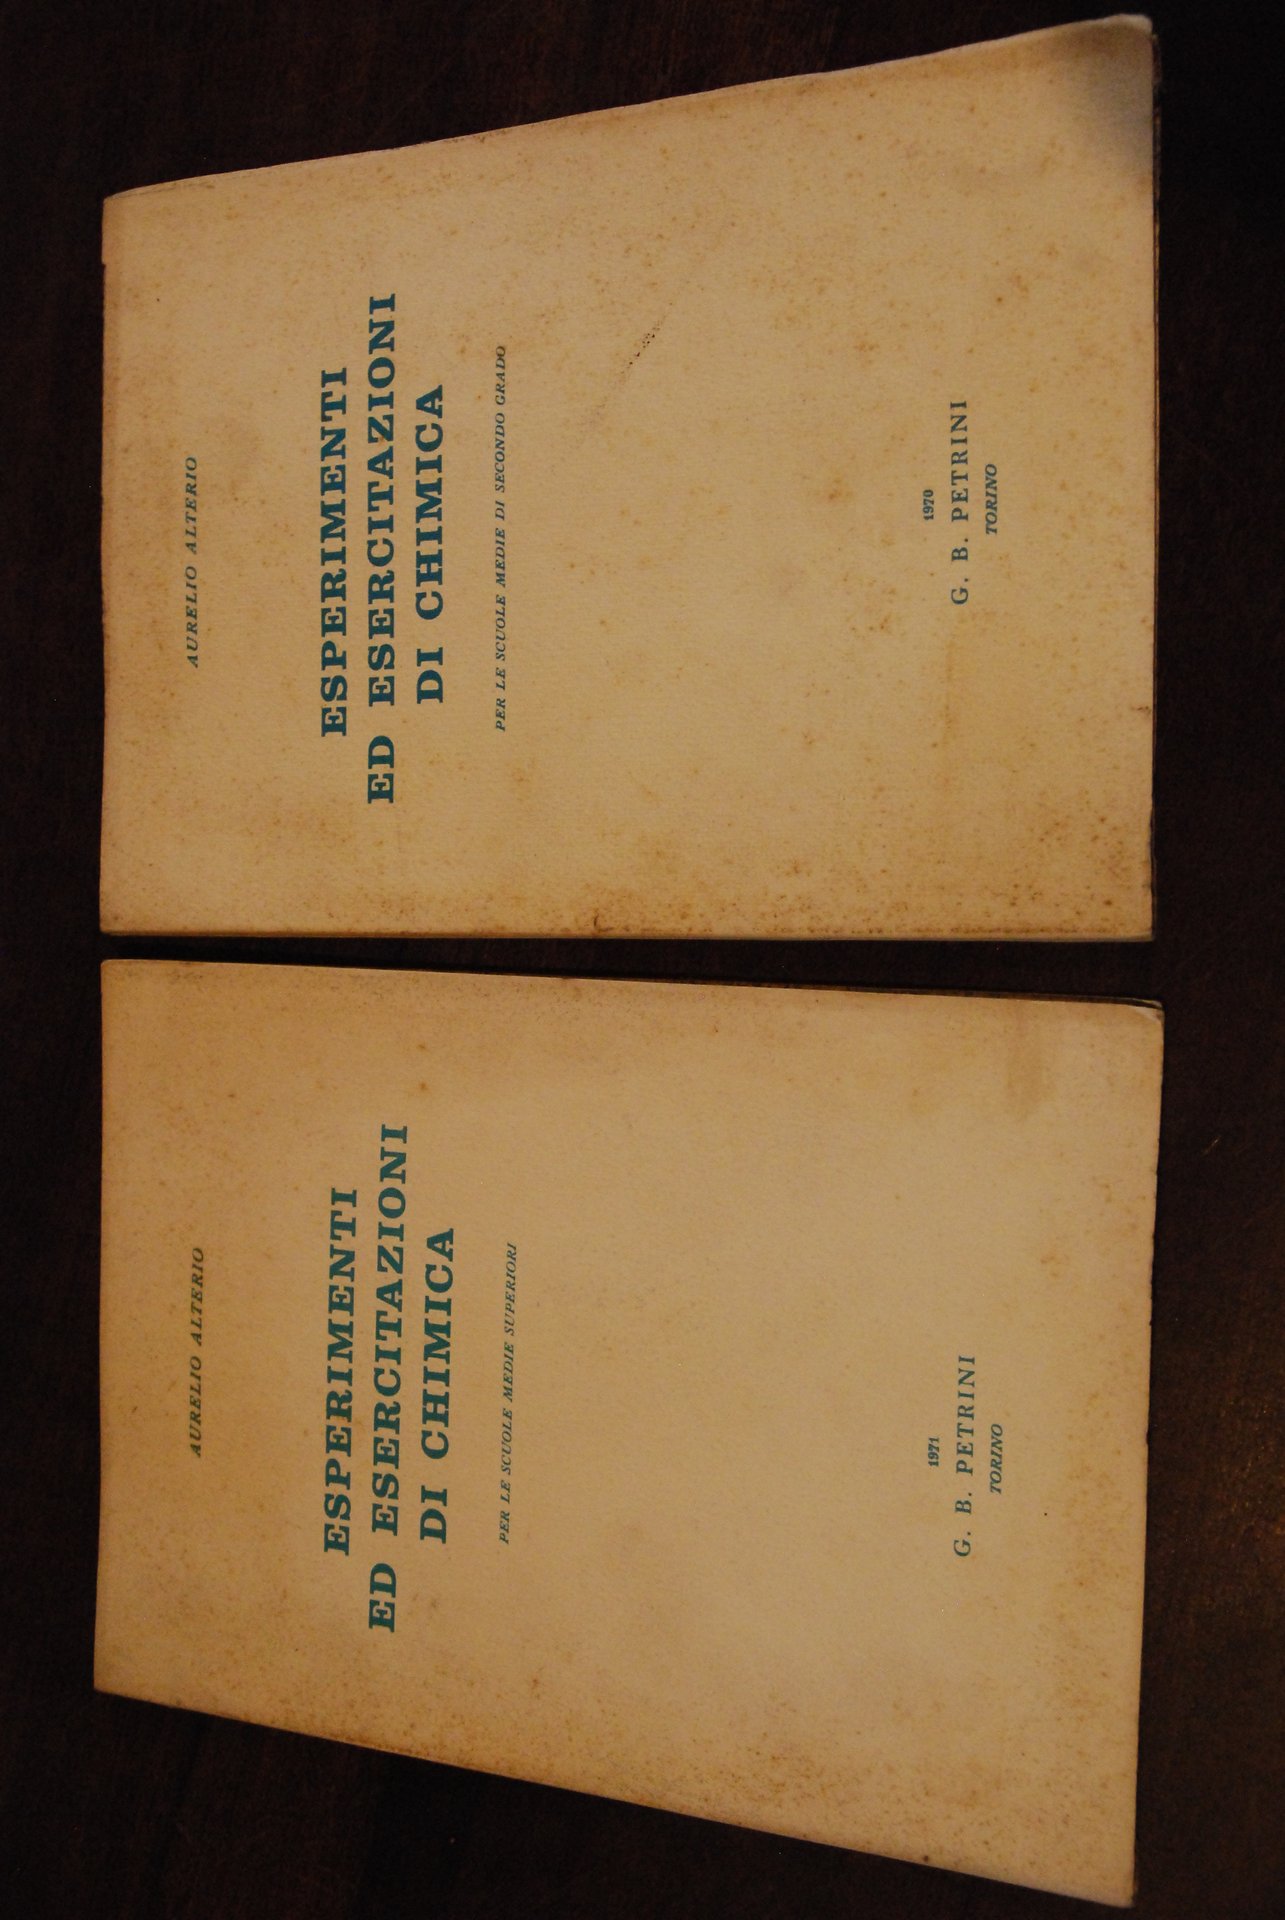 AURELIO ALTERIO
ESPERIMENTI
ED ESERCITAZIONI
DI CHIMICA
PER LE SCUOLE MEDIE SUPERIORI
1971
G. B. PETRINI
TORINO
AURELIO ALTERIO
ESPERIMENTI
ED ESERCITAZIONI
DI CHIMICA
PER LE SCUOLE MEDIE DI SECONDO GRADO
1970
G. B. PETRINI
TORINO